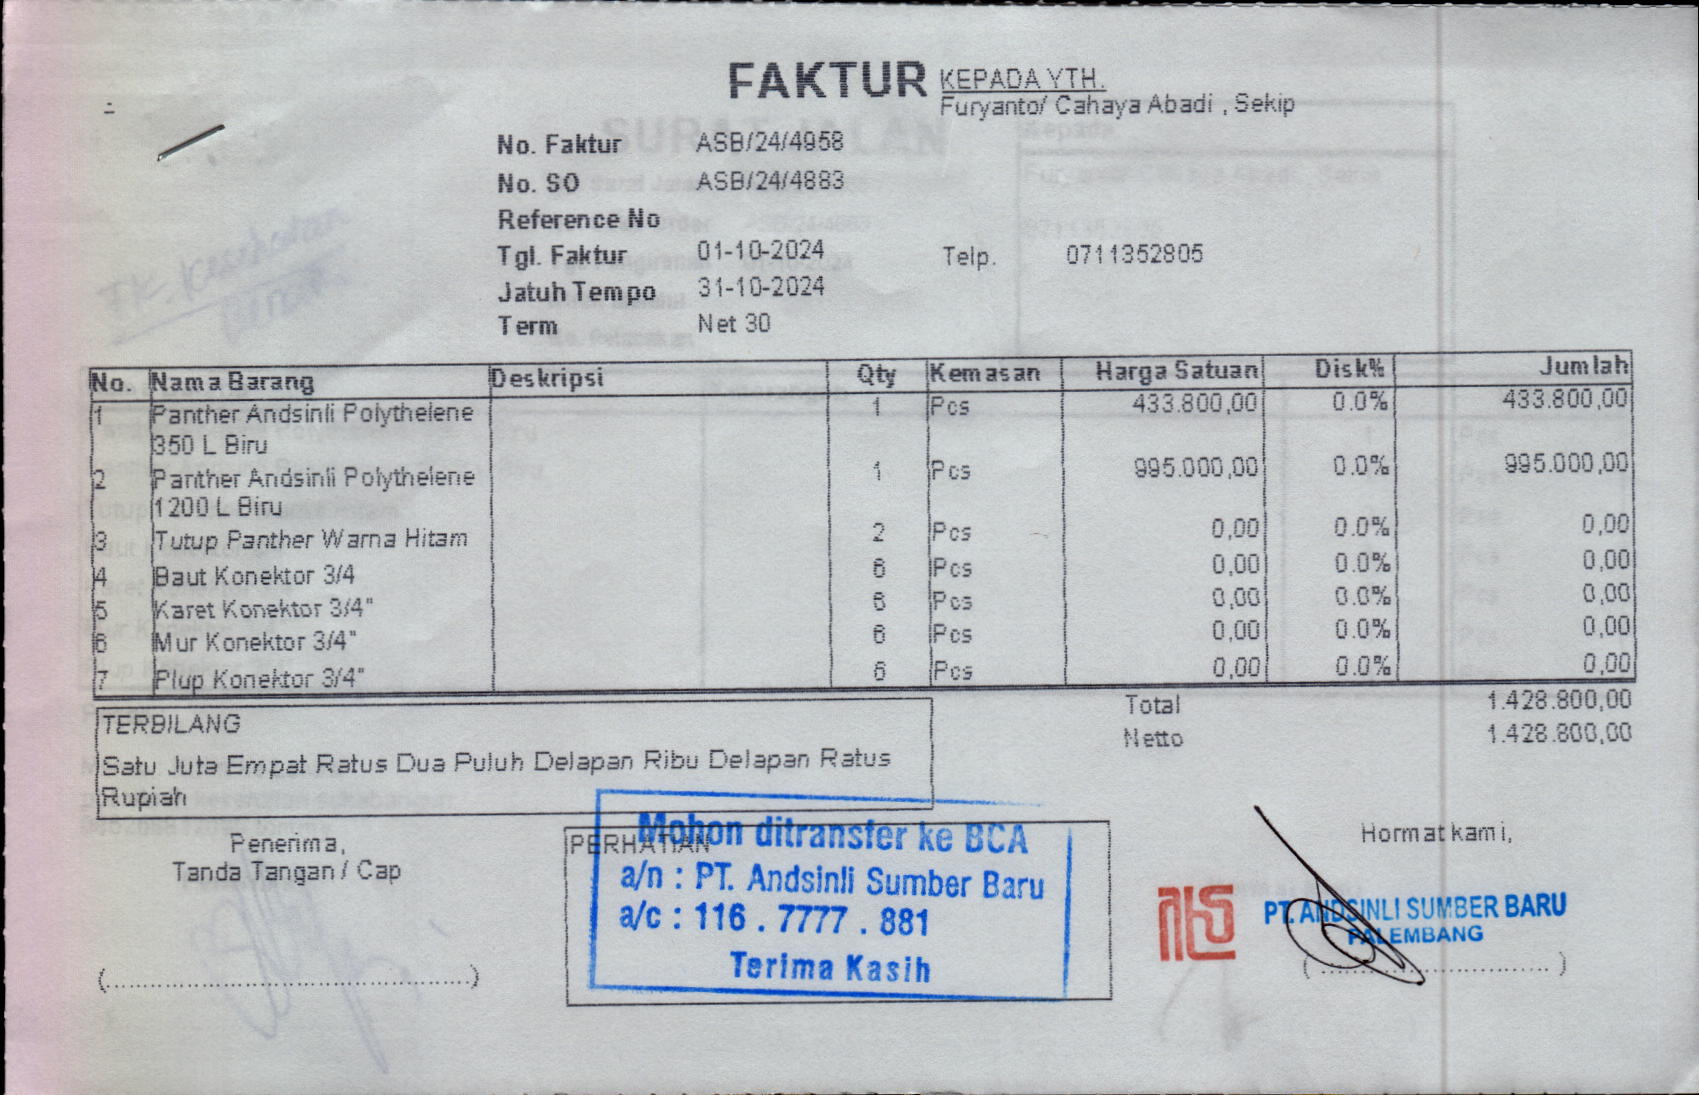 FAKTUR
KEPADA YTH.
Furyanto/ Cahaya Abadi , Sekip
No. Faktur ASB/24/4958
No. SO ASB/24/4883
Reference No
Tgl. Faktur 01-10-2024 Telp. 0711352805
Jatuh Tempo 31-10-2024
Term Net 30
No. Nama Barang Deskripsi Qty Kemasan Harga Satuan Disk% Jumlah
1 Panther Andsinli Polythelene 1 Pcs 433.800,00 0.0% 433.800,00
350 L Biru
2 Panther Andsinli Polythelene 1 Pcs 995.000,00 0.0% 995.000,00
1200 L Biru
3 Tutup Panther Warna Hitam 2 Pcs 0,00 0.0% 0,00
4 Baut Konektor 3/4 6 Pcs 0,00 0.0% 0,00
5 Karet Konektor 3/4" 6 Pcs 0,00 0.0% 0,00
6 Mur Konektor 3/4" 6 Pcs 0,00 0.0% 0,00
7 Plup Konektor 3/4" 6 Pcs 0,00 0.0% 0,00
Total 1.428.800,00
Netto 1.428.800,00
TERBILANG
Satu Juta Empat Ratus Dua Puluh Delapan Ribu Delapan Ratus
Rupiah
Penerima,
Tanda Tangan / Cap
PERHATIAN
Mohon ditransfer ke BCA
a/n : PT. Andsinli Sumber Baru
a/c : 116 . 7777 . 881
Terima Kasih
Hormat kami,
PT. ANDSINLI SUMBER BARU
PALEMBANG